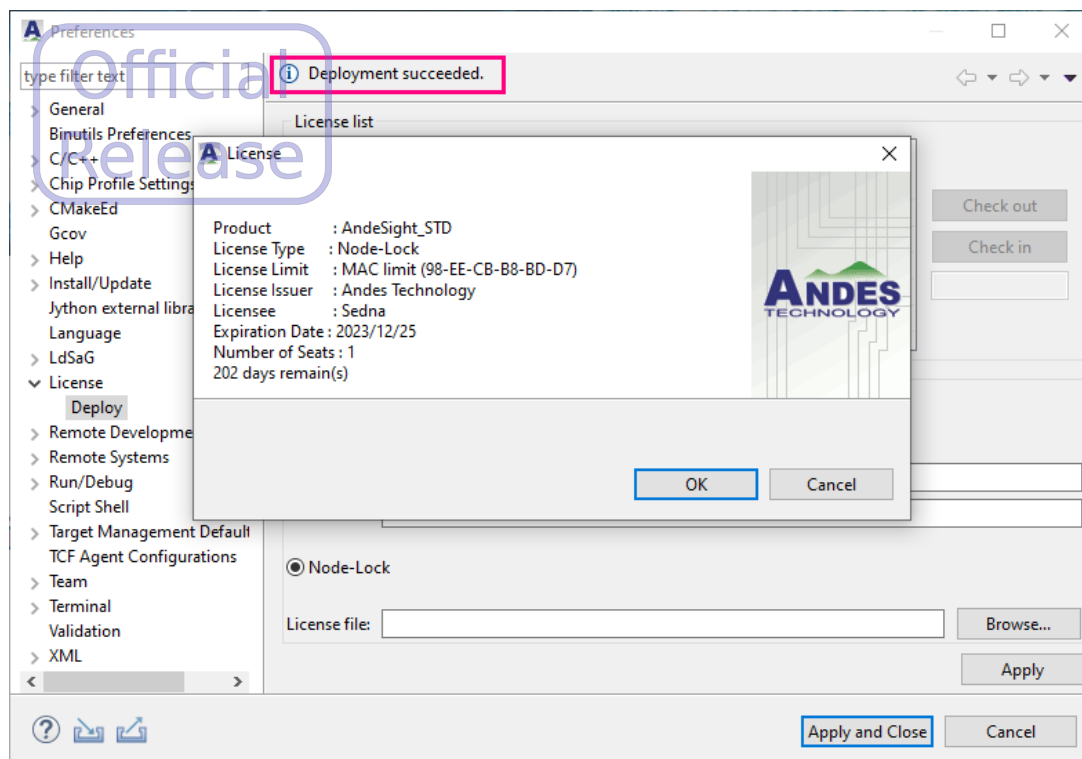 Preferences
Official
Release
type filter text
Deployment succeeded.
General
Binutils Preferences
C/C++
Chip Profile Settings
CMakeEd
Gcov
Help
Install/Update
Jython external libra
Language
LdSaG
License
Deploy
Remote Developme
Remote Systems
Run/Debug
Script Shell
Target Management Default
TCF Agent Configurations
Team
Terminal
Validation
XML
License list
Check out
Check in
License
Product : AndeSight_STD
License Type : Node-Lock
License Limit : MAC limit (98-EE-CB-B8-BD-D7)
License Issuer : Andes Technology
Licensee : Sedna
Expiration Date : 2023/12/25
Number of Seats : 1
202 days remain(s)
ANDES
TECHNOLOGY
OK
Cancel
Node-Lock
License file:
Browse...
Apply
Apply and Close
Cancel